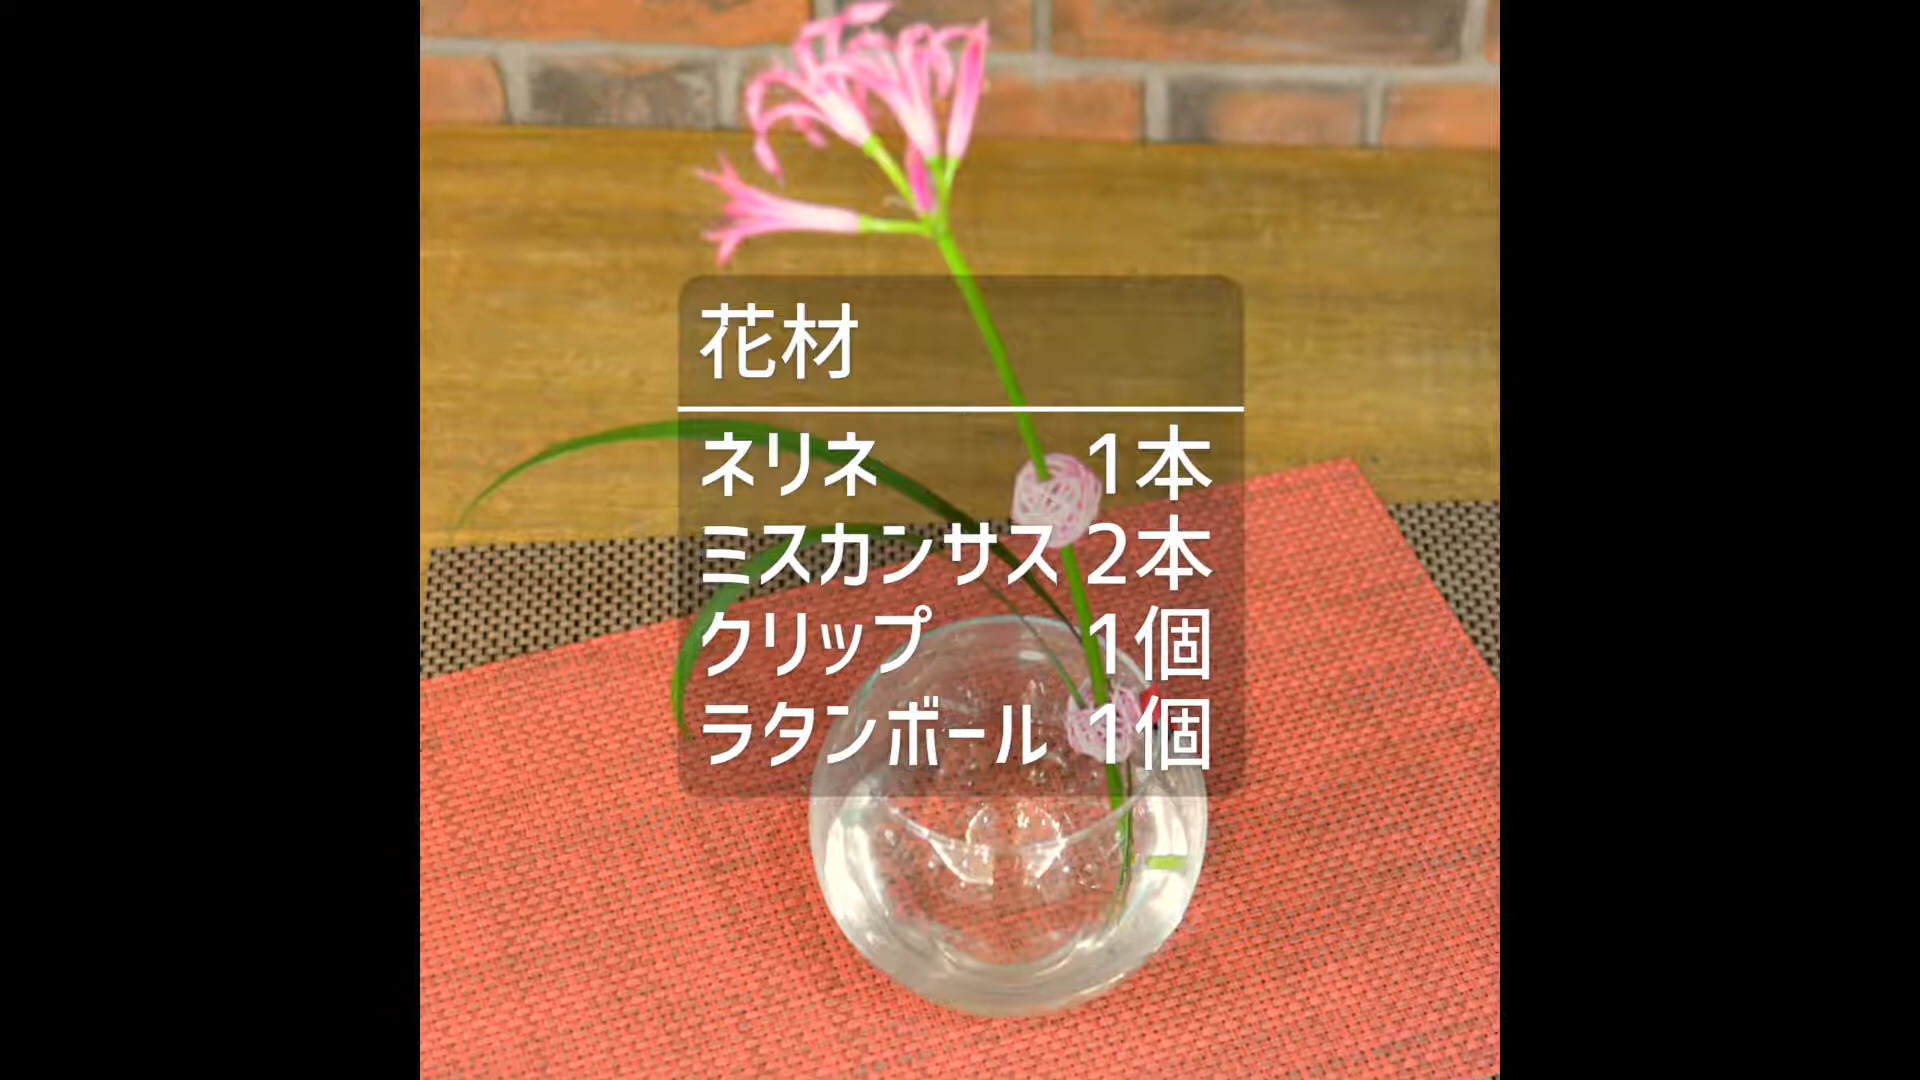 花材
ネリネ 1本
ミスカンサス 2本
クリップ 1個
ラタンボール 1個